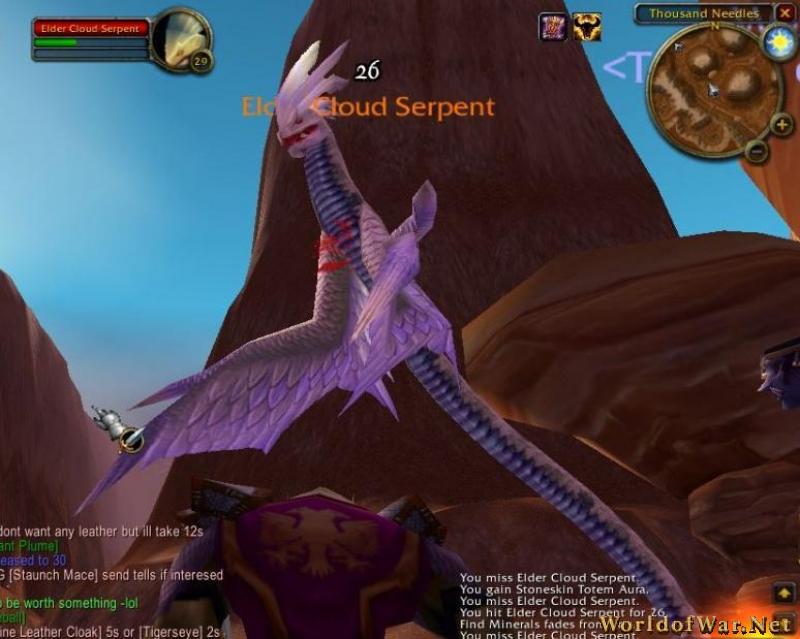 Elder Cloud Serpent
29
Thousand Needles
N
26
<T
Cloud Serpent
dont want any leather but ill take 12s
ant Plume]
eased to 30
G [Staunch Mace] send tells if interesed
o be worth something -lol
eball]
ine Leather Cloak] 5s or [Tigerseye] 2s
You miss Elder Cloud Serpent.
You gain Stoneskin Totem Aura.
You miss Elder Cloud Serpent.
You hit Elder Cloud Serpent for 26.
Find Minerals fades from
You miss Elder Cloud Serpent.
WorldofWar.Net